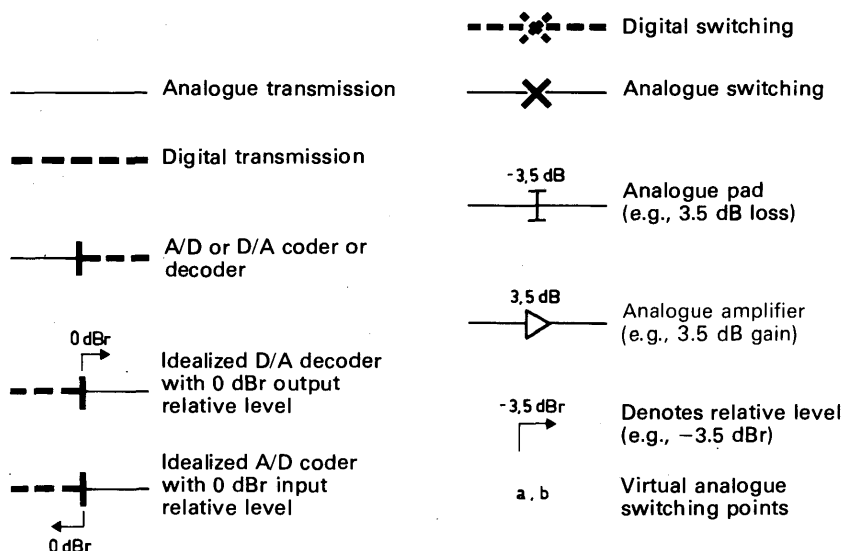 Analogue transmission
Digital transmission
A/D or D/A coder or
decoder
0 dBr
Idealized D/A decoder
with 0 dBr output
relative level
Idealized A/D coder
with 0 dBr input
relative level
0 dBr
Digital switching
Analogue switching
-3,5 dB
Analogue pad
(e.g., 3.5 dB loss)
3,5 dB
Analogue amplifier
(e.g., 3.5 dB gain)
-3,5 dBr
Denotes relative level
(e.g., −3.5 dBr)
a , b
Virtual analogue
switching points